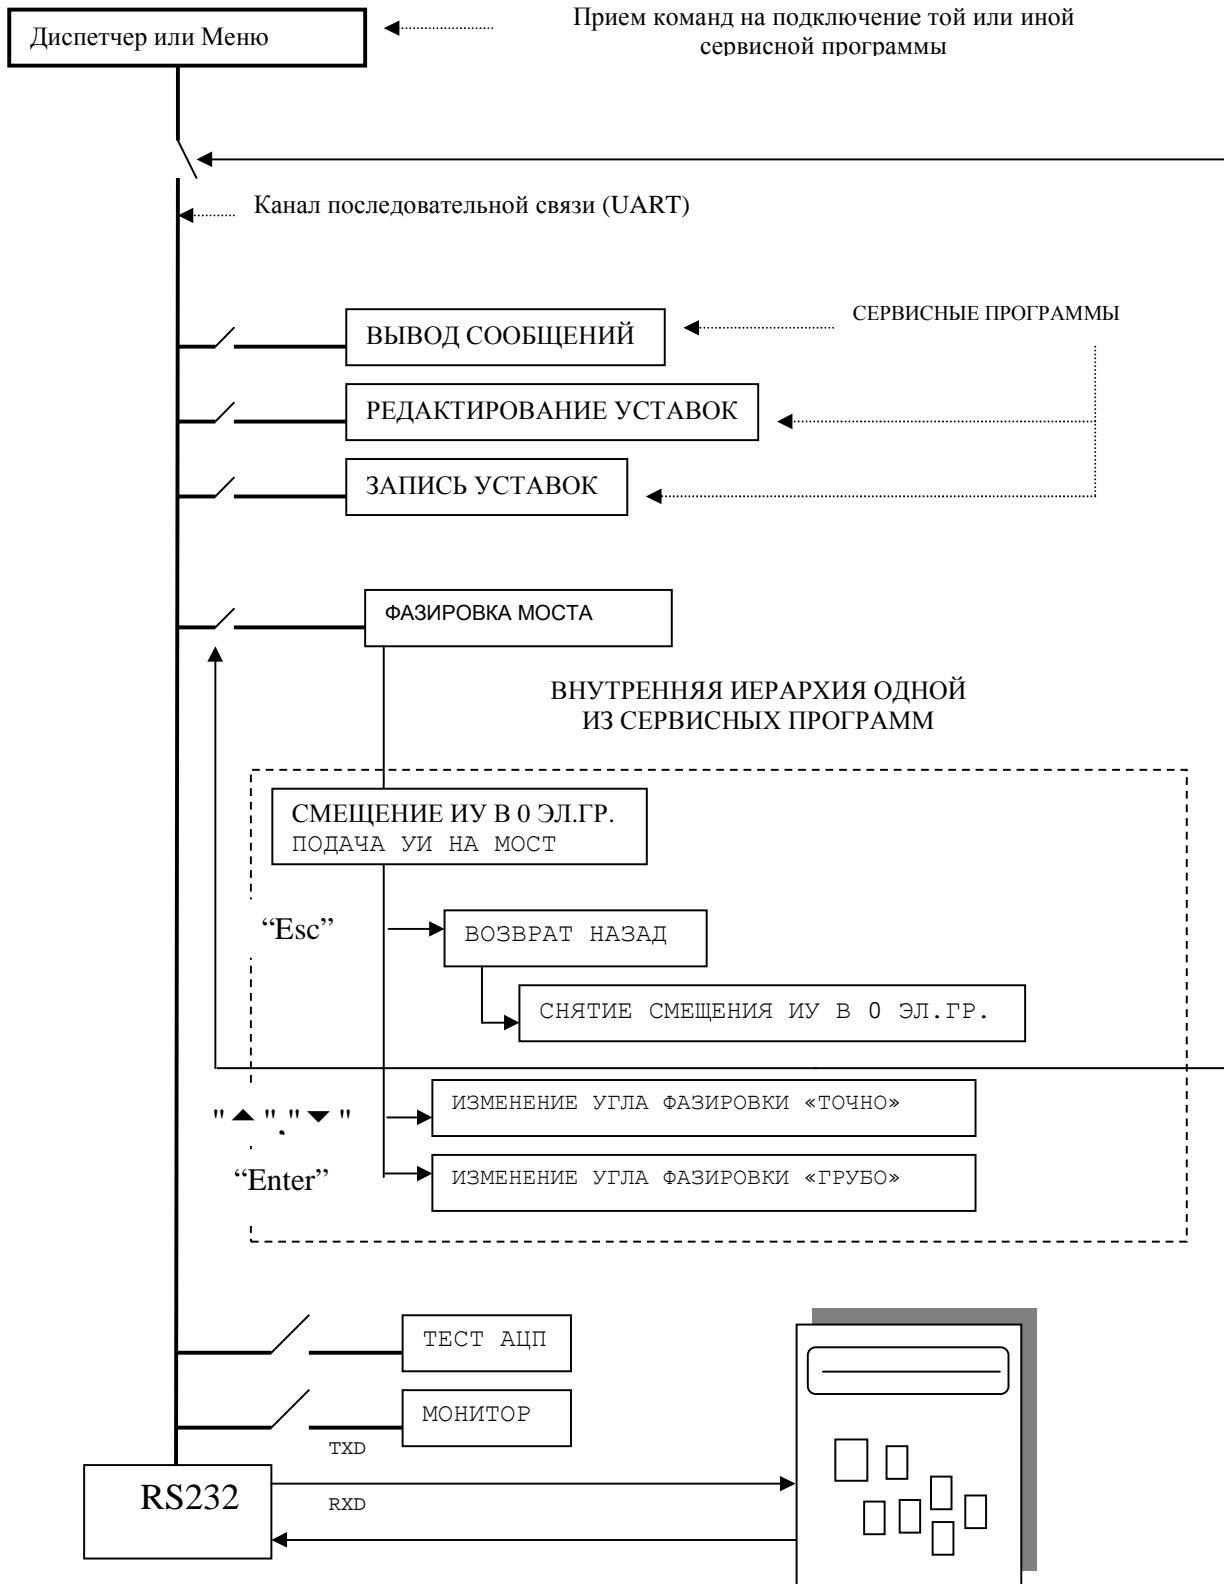 Диспетчер или Меню
Прием команд на подключение той или иной
сервисной программы
Канал последовательной связи (UART)
СЕРВИСНЫЕ ПРОГРАММЫ
ВЫВОД СООБЩЕНИЙ
РЕДАКТИРОВАНИЕ УСТАВОК
ЗАПИСЬ УСТАВОК
ФАЗИРОВКА МОСТА
ВНУТРЕННЯЯ ИЕРАРХИЯ ОДНОЙ
ИЗ СЕРВИСНЫХ ПРОГРАММ
СМЕЩЕНИЕ ИУ В 0 ЭЛ.ГР.
ПОДАЧА УИ НА МОСТ
“Esc”
ВОЗВРАТ НАЗАД
СНЯТИЕ СМЕЩЕНИЯ ИУ В 0 ЭЛ.ГР.
"▲","▼"
ИЗМЕНЕНИЕ УГЛА ФАЗИРОВКИ «ТОЧНО»
“Enter”
ИЗМЕНЕНИЕ УГЛА ФАЗИРОВКИ «ГРУБО»
ТЕСТ АЦП
МОНИТОР
TXD
RS232
RXD